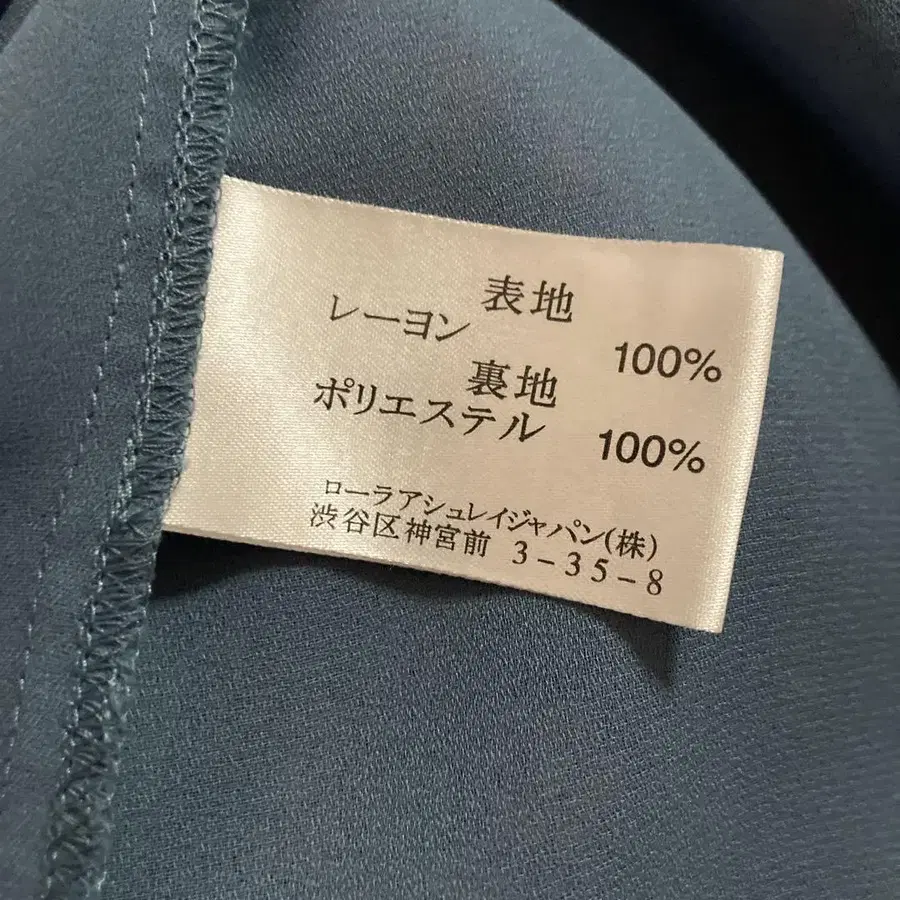 表地
レーヨン 100%
裏地
ポリエステル 100%
ローラアシュレイジャパン(株)
渋谷区神宮前 3-35-8